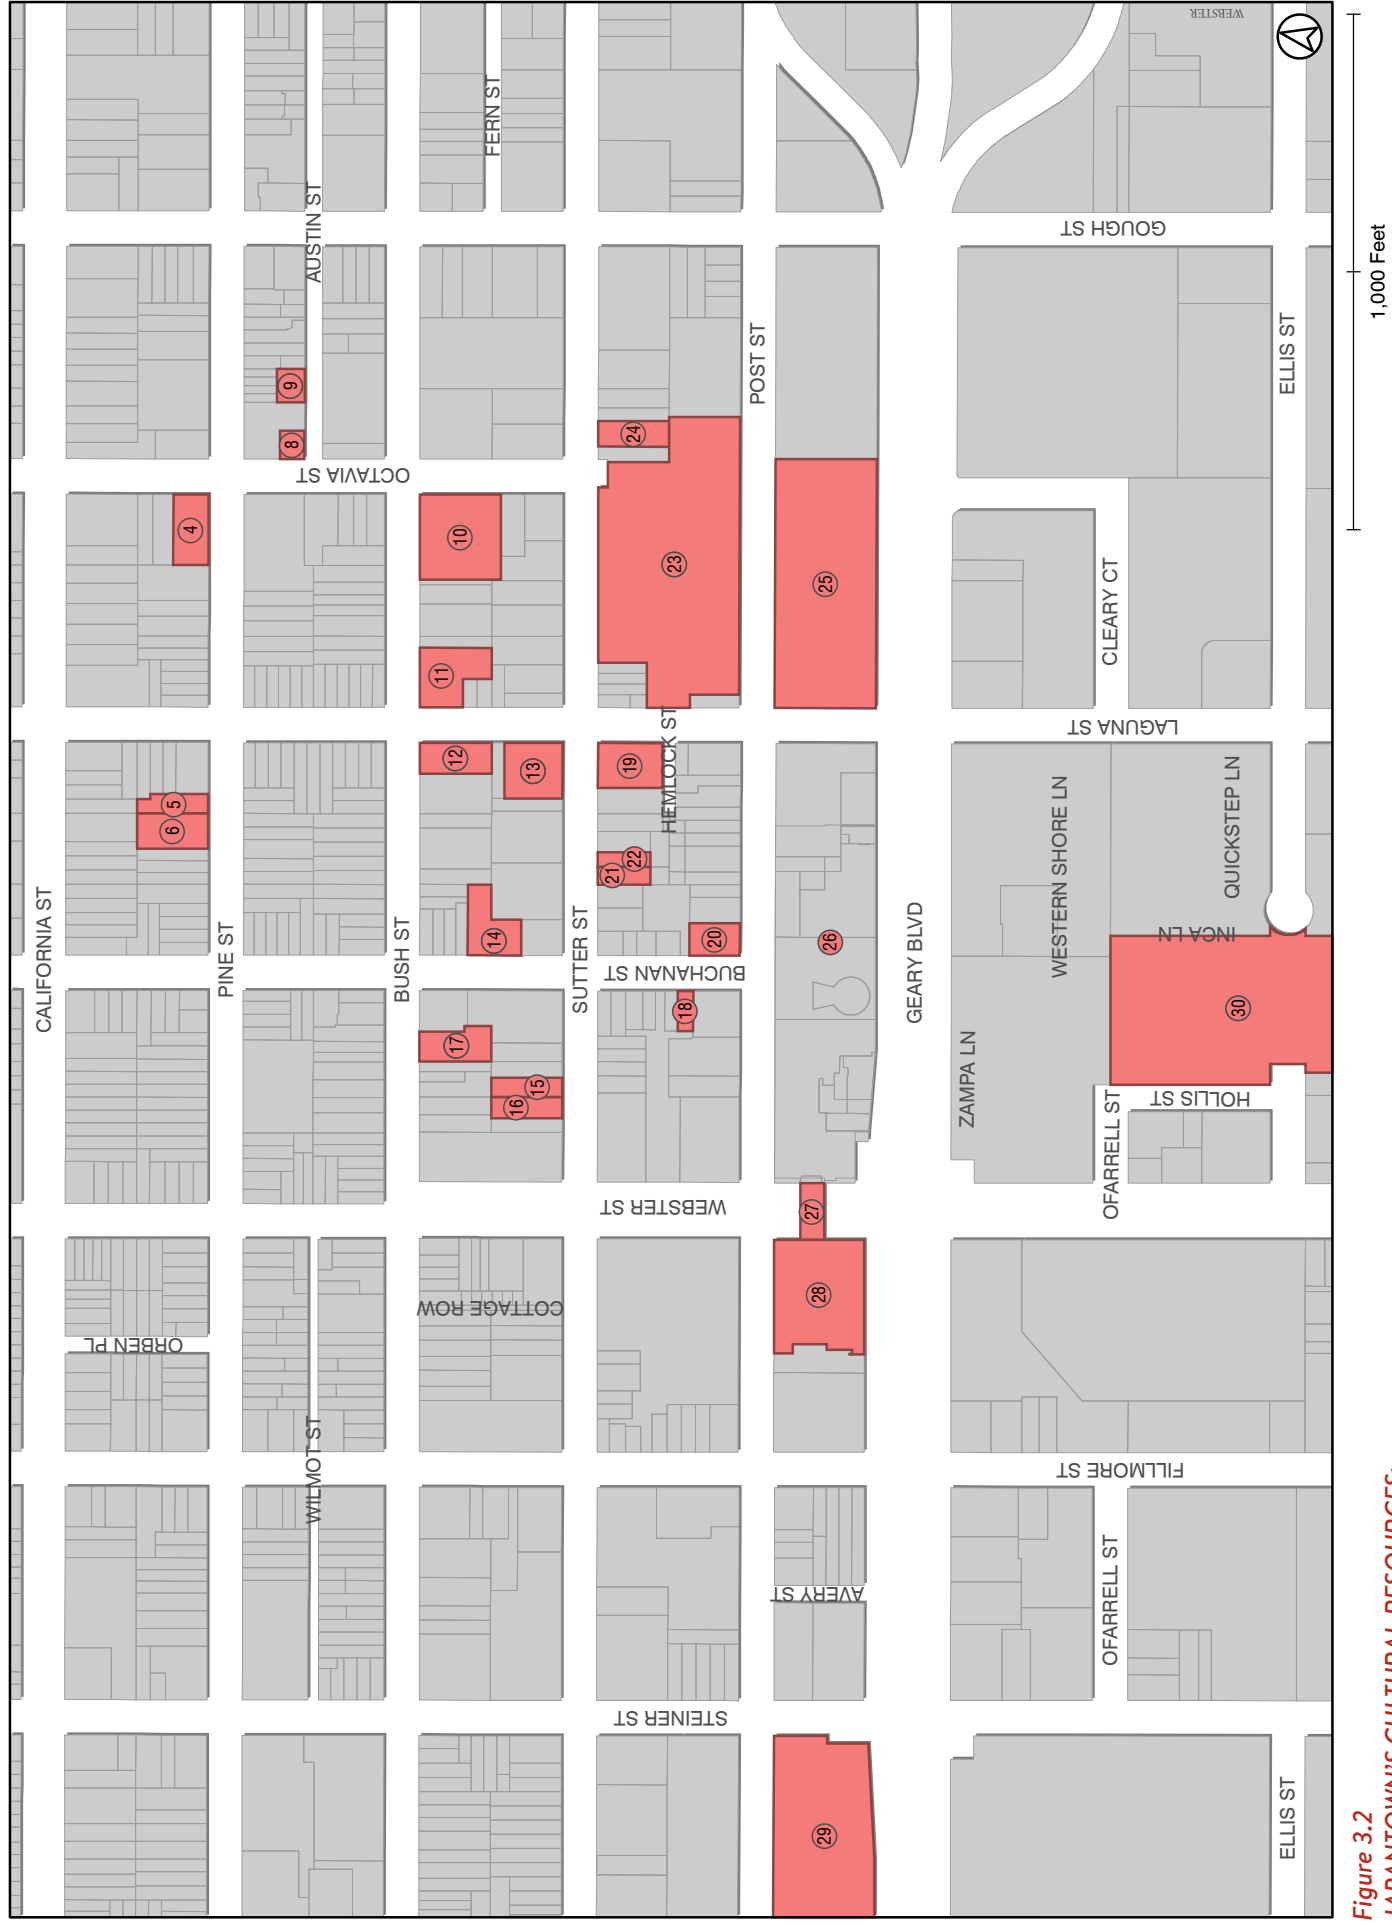 CALIFORNIA ST
PINE ST
BUSH ST
SUTTER ST
POST ST
GEARY BLVD
ELLIS ST
ELLIS ST
STEINER ST
FILLMORE ST
WEBSTER ST
BUCHANAN ST
LAGUNA ST
OCTAVIA ST
GOUGH ST
WEBSTER
ORBEN PL
WILMOT ST
COTTAGE ROW
AVERY ST
OFARRELL ST
OFARRELL ST
HOLLIS ST
INCA LN
ZAMPA LN
WESTERN SHORE LN
QUICKSTEP LN
CLEARY CT
HEMLOCK ST
AUSTIN ST
FERN ST
4
5
6
8
9
10
11
12
13
14
15
16
17
18
19
20
21
22
23
24
25
26
27
28
29
30
1,000 Feet
Figure 3.2
JAPANTOWN'S CULTURAL RESOURCES: